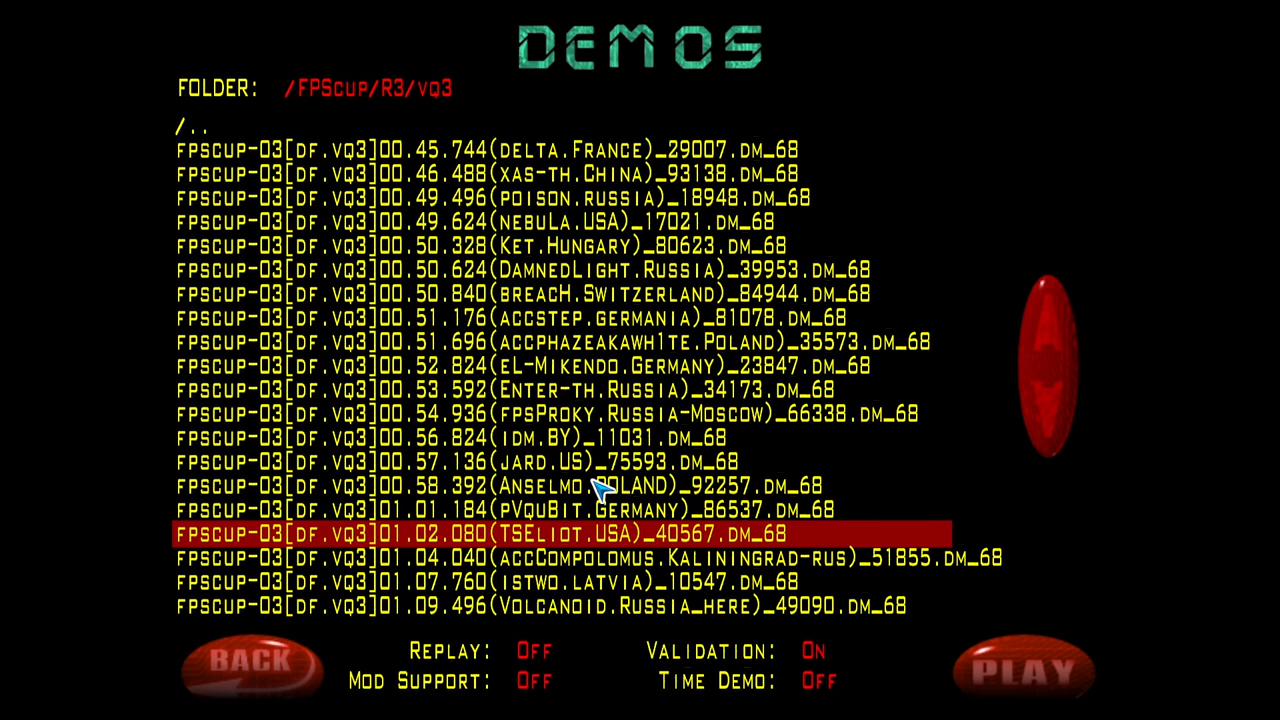 DEMOS
FOLDER: /FPScup/R3/vq3
/..
fpscup-03[df.vq3]00.45.744(delta.France)_29007.dm_68
fpscup-03[df.vq3]00.46.488(xas-th.China)_93138.dm_68
fpscup-03[df.vq3]00.49.496(poison.russia)_18948.dm_68
fpscup-03[df.vq3]00.49.624(nebuLa.USA)_17021.dm_68
fpscup-03[df.vq3]00.50.328(Ket.Hungary)_80623.dm_68
fpscup-03[df.vq3]00.50.624(DamnedLight.Russia)_39953.dm_68
fpscup-03[df.vq3]00.50.840(breacH.Switzerland)_84944.dm_68
fpscup-03[df.vq3]00.51.176(accstep.germania)_81078.dm_68
fpscup-03[df.vq3]00.51.696(accphazeakawh1te.Poland)_35573.dm_68
fpscup-03[df.vq3]00.52.824(eL-Mikendo.Germany)_23847.dm_68
fpscup-03[df.vq3]00.53.592(Enter-th.Russia)_34173.dm_68
fpscup-03[df.vq3]00.54.936(fpsProky.Russia-Moscow)_66338.dm_68
fpscup-03[df.vq3]00.56.824(idm.BY)_11031.dm_68
fpscup-03[df.vq3]00.57.136(jard.US)_75593.dm_68
fpscup-03[df.vq3]00.58.392(Anselmo.POLAND)_92257.dm_68
fpscup-03[df.vq3]01.01.184(pVquBit.Germany)_86537.dm_68
fpscup-03[df.vq3]01.02.080(TSEliot.USA)_40567.dm_68
fpscup-03[df.vq3]01.04.040(accCompolomus.Kaliningrad-rus)_51855.dm_68
fpscup-03[df.vq3]01.07.760(istwo.latvia)_10547.dm_68
fpscup-03[df.vq3]01.09.496(Volcanoid.Russia_here)_49090.dm_68
BACK
Replay: Off
Validation: On
PLAY
Mod Support: Off
Time Demo: Off